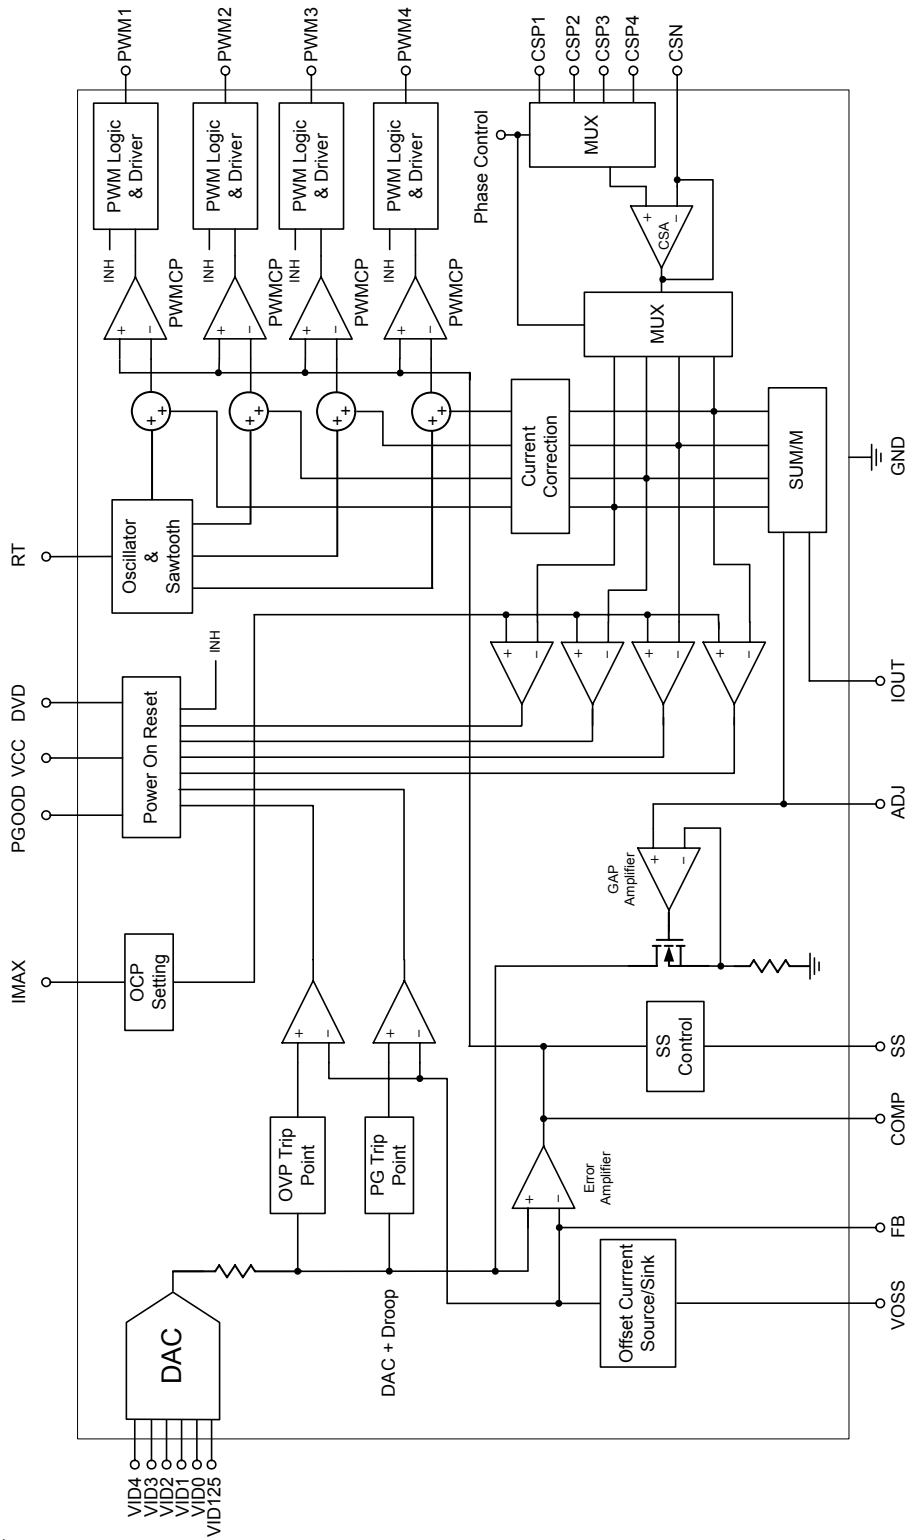 VID4
VID3
VID2
VID1
VID0
VID125
DAC
IMAX
PGOOD
VCC
DVD
RT
OCP
Setting
Power On Reset
INH
Oscillator
&
Sawtooth
+
+
+
+
+
+
+
+
+
−
PWMCP
INH
PWM Logic
& Driver
PWM1
+
−
PWMCP
INH
PWM Logic
& Driver
PWM2
+
−
PWMCP
INH
PWM Logic
& Driver
PWM3
+
−
PWMCP
INH
PWM Logic
& Driver
PWM4
OVP Trip
Point
+
−
PG Trip
Point
+
−
DAC + Droop
+
−
Error
Amplifier
Offset Currrent
Source/Sink
SS
Control
GAP
Amplifier
+
−
+
−
+
−
+
−
+
−
Current
Correction
SUM/M
MUX
CSA
+
−
MUX
Phase Control
CSP1
CSP2
CSP3
CSP4
CSN
VOSS
FB
COMP
SS
ADJ
IOUT
GND